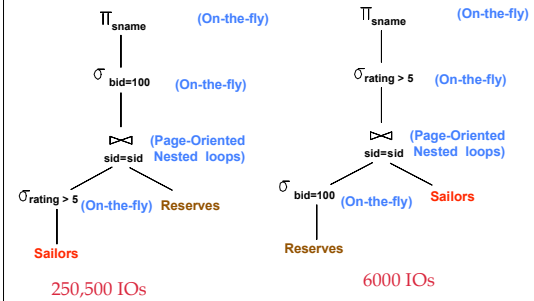 π sname (On-the-fly)
σ bid=100 (On-the-fly)
⋈ sid=sid (Page-Oriented Nested loops)
σ rating > 5 (On-the-fly) Reserves
Sailors
250,500 IOs
π sname (On-the-fly)
σ rating > 5 (On-the-fly)
⋈ sid=sid (Page-Oriented Nested loops)
σ bid=100 (On-the-fly) Sailors
Reserves
6000 IOs